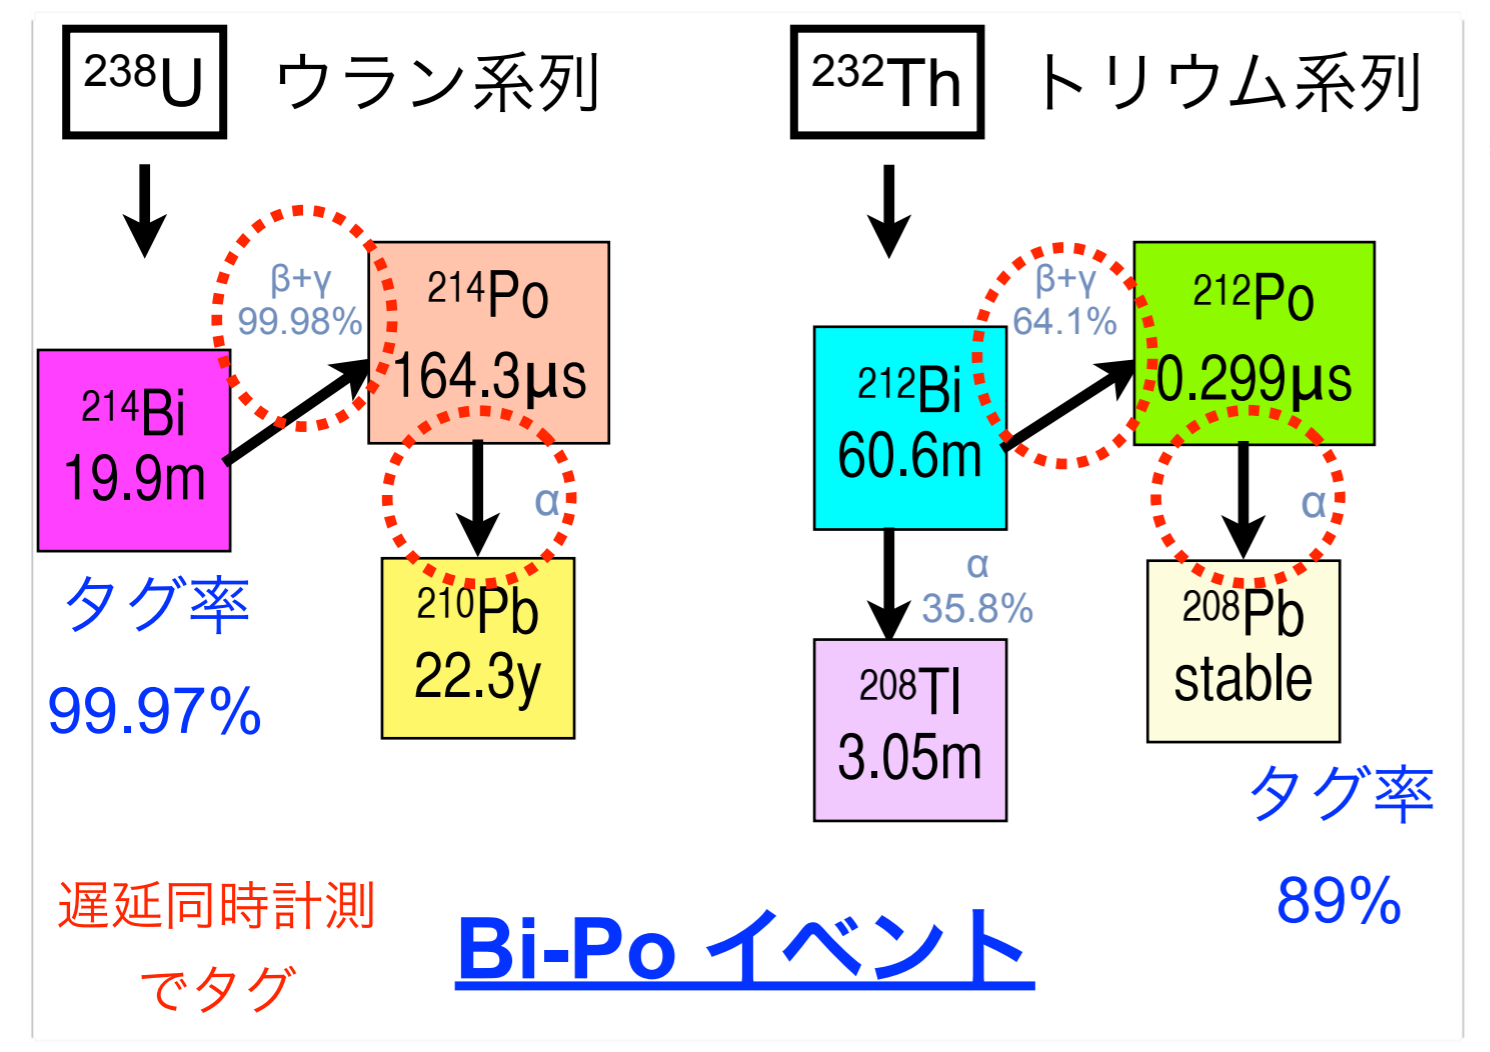 ²³⁸U ウラン系列
β+γ
99.98%
²¹⁴Po
164.3μs
²¹⁴Bi
19.9m
α
²¹⁰Pb
22.3y
タグ率
99.97%
²³²Th トリウム系列
β+γ
64.1%
²¹²Po
0.299μs
²¹²Bi
60.6m
α
α
35.8%
²⁰⁸Pb
stable
²⁰⁸Tl
3.05m
タグ率
89%
遅延同時計測
でタグ
Bi-Po イベント